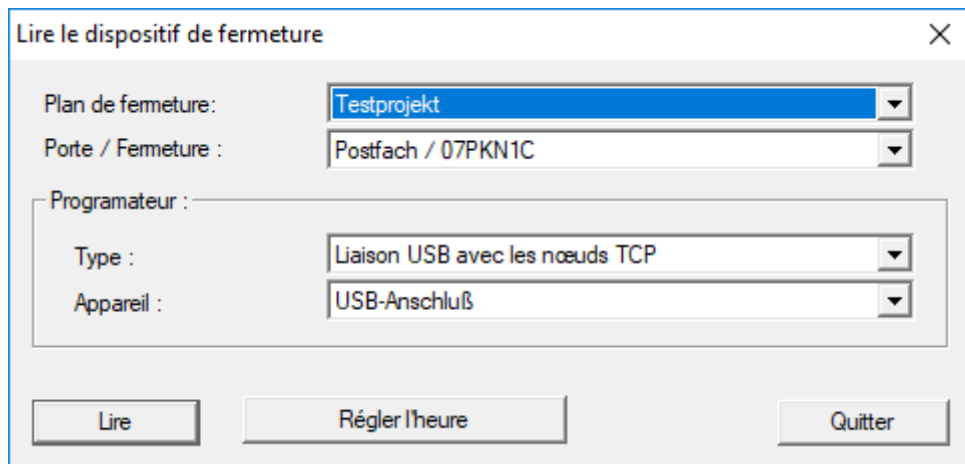 Lire le dispositif de fermeture
Plan de fermeture: Testprojekt
Porte / Fermeture : Postfach / 07PKN1C
Programateur :
Type : Liaison USB avec les nœuds TCP
Appareil : USB-Anschluß
Lire Régler l'heure Quitter